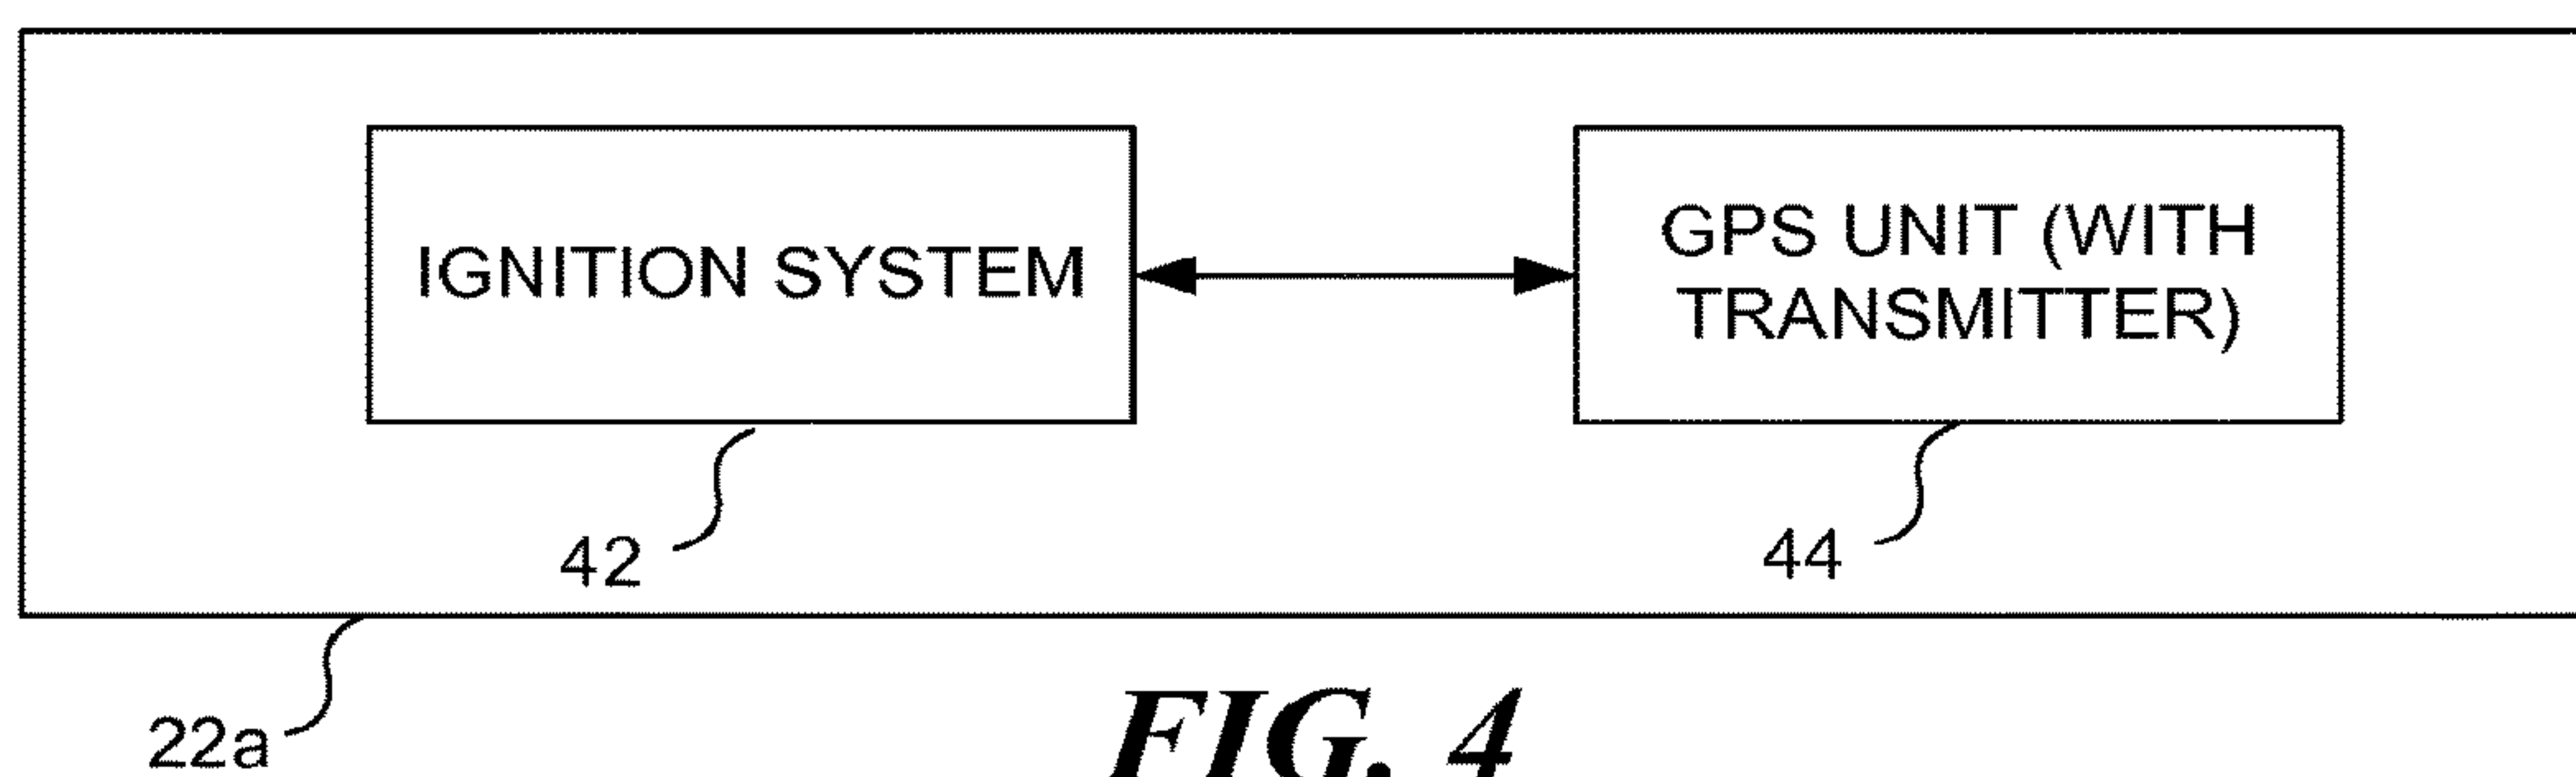 IGNITION SYSTEM
GPS UNIT (WITH
TRANSMITTER)
42
44
22a
FIG. 4